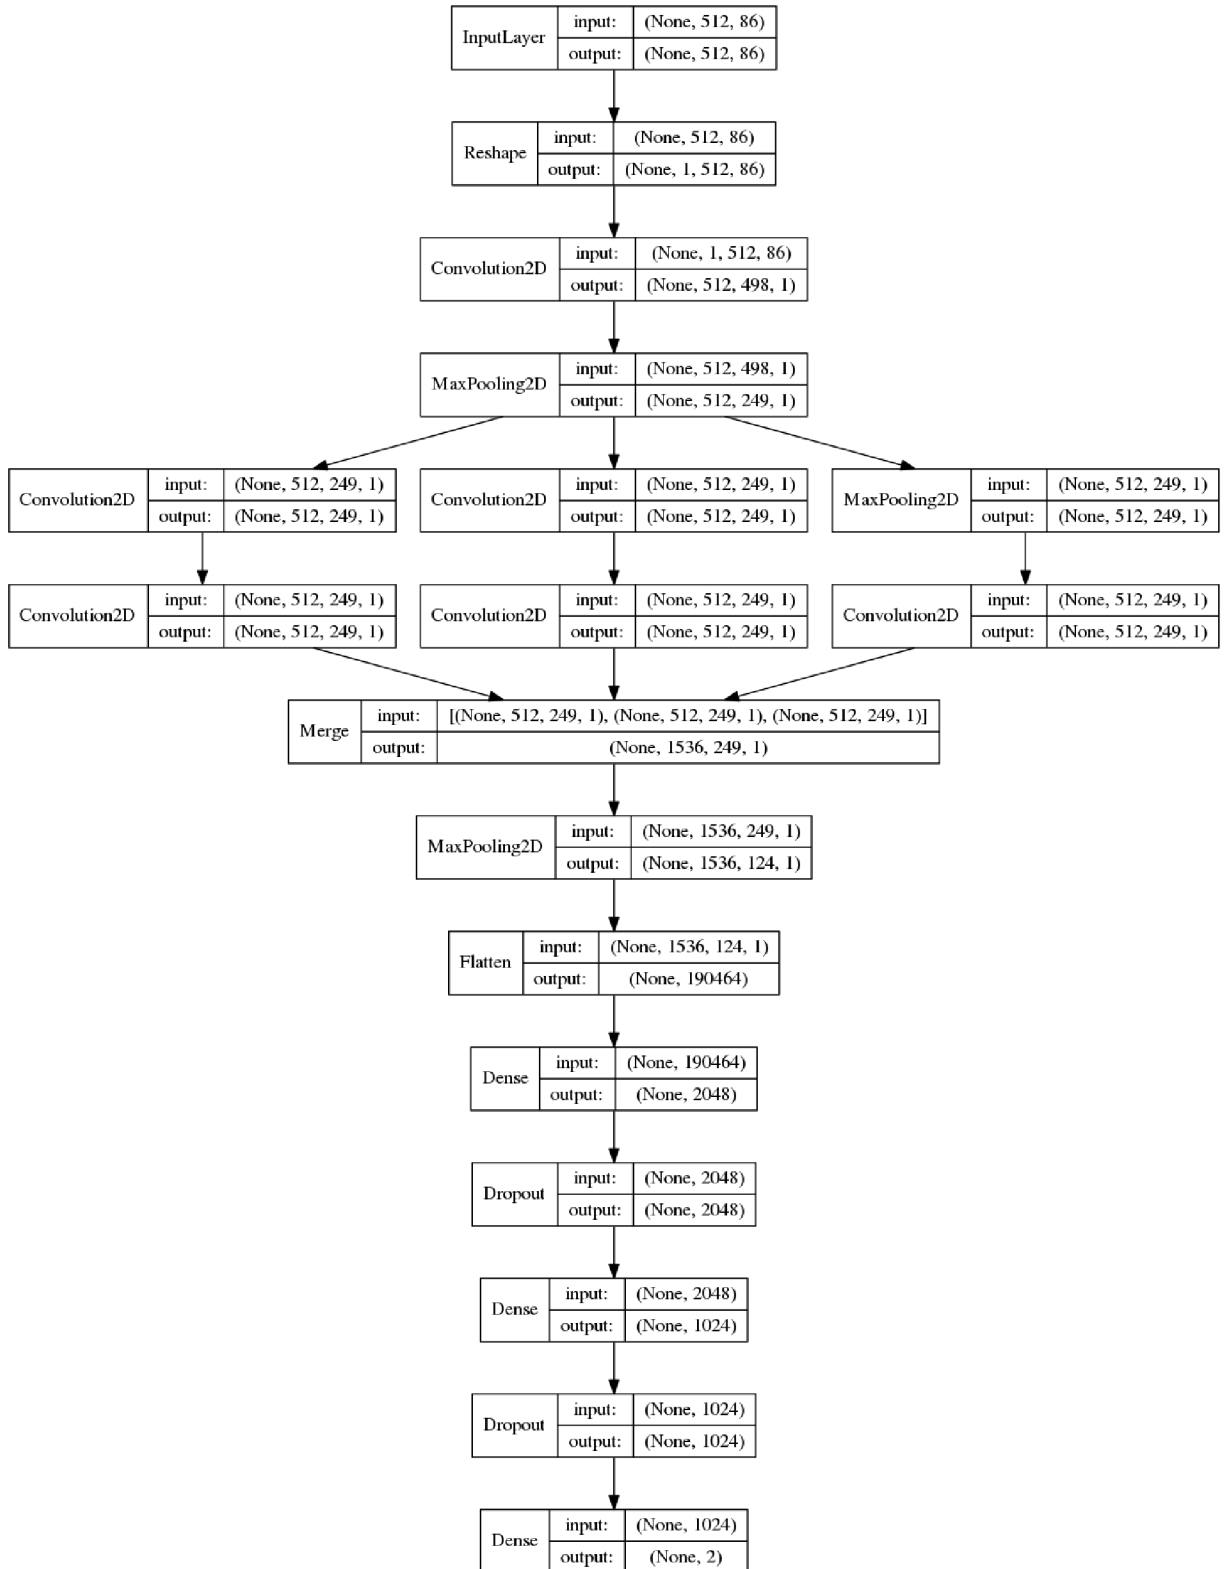 InputLayer
input: (None, 512, 86)
output: (None, 512, 86)
Reshape
input: (None, 512, 86)
output: (None, 1, 512, 86)
Convolution2D
input: (None, 1, 512, 86)
output: (None, 512, 498, 1)
MaxPooling2D
input: (None, 512, 498, 1)
output: (None, 512, 249, 1)
Convolution2D
input: (None, 512, 249, 1)
output: (None, 512, 249, 1)
Convolution2D
input: (None, 512, 249, 1)
output: (None, 512, 249, 1)
MaxPooling2D
input: (None, 512, 249, 1)
output: (None, 512, 249, 1)
Convolution2D
input: (None, 512, 249, 1)
output: (None, 512, 249, 1)
Convolution2D
input: (None, 512, 249, 1)
output: (None, 512, 249, 1)
Convolution2D
input: (None, 512, 249, 1)
output: (None, 512, 249, 1)
Merge
input: [(None, 512, 249, 1), (None, 512, 249, 1), (None, 512, 249, 1)]
output: (None, 1536, 249, 1)
MaxPooling2D
input: (None, 1536, 249, 1)
output: (None, 1536, 124, 1)
Flatten
input: (None, 1536, 124, 1)
output: (None, 190464)
Dense
input: (None, 190464)
output: (None, 2048)
Dropout
input: (None, 2048)
output: (None, 2048)
Dense
input: (None, 2048)
output: (None, 1024)
Dropout
input: (None, 1024)
output: (None, 1024)
Dense
input: (None, 1024)
output: (None, 2)